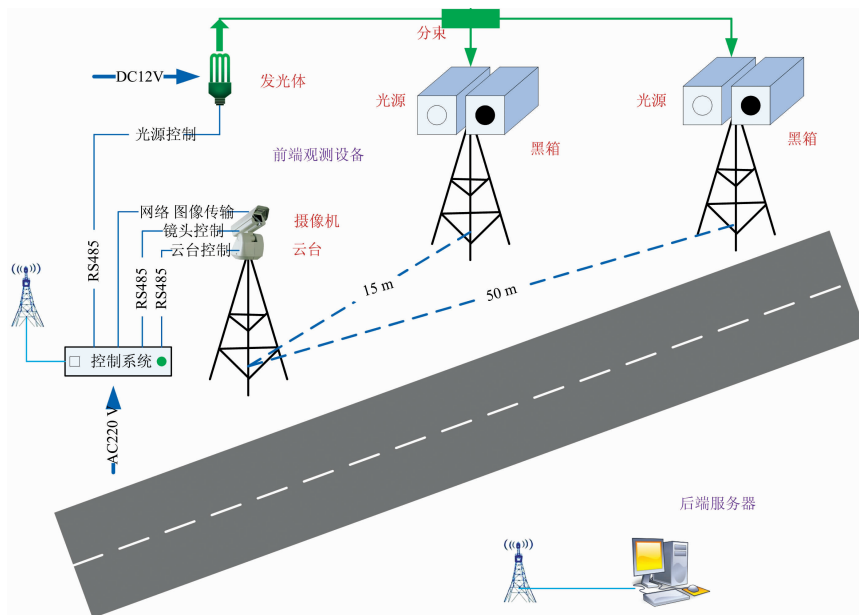 分束
DC12V
发光体
光源
光源
光源控制
黑箱
黑箱
前端观测设备
网络 图像传输
摄像机
镜头控制
云台控制
云台
RS485
RS485
RS485
15 m
50 m
控制系统
AC220 V
后端服务器